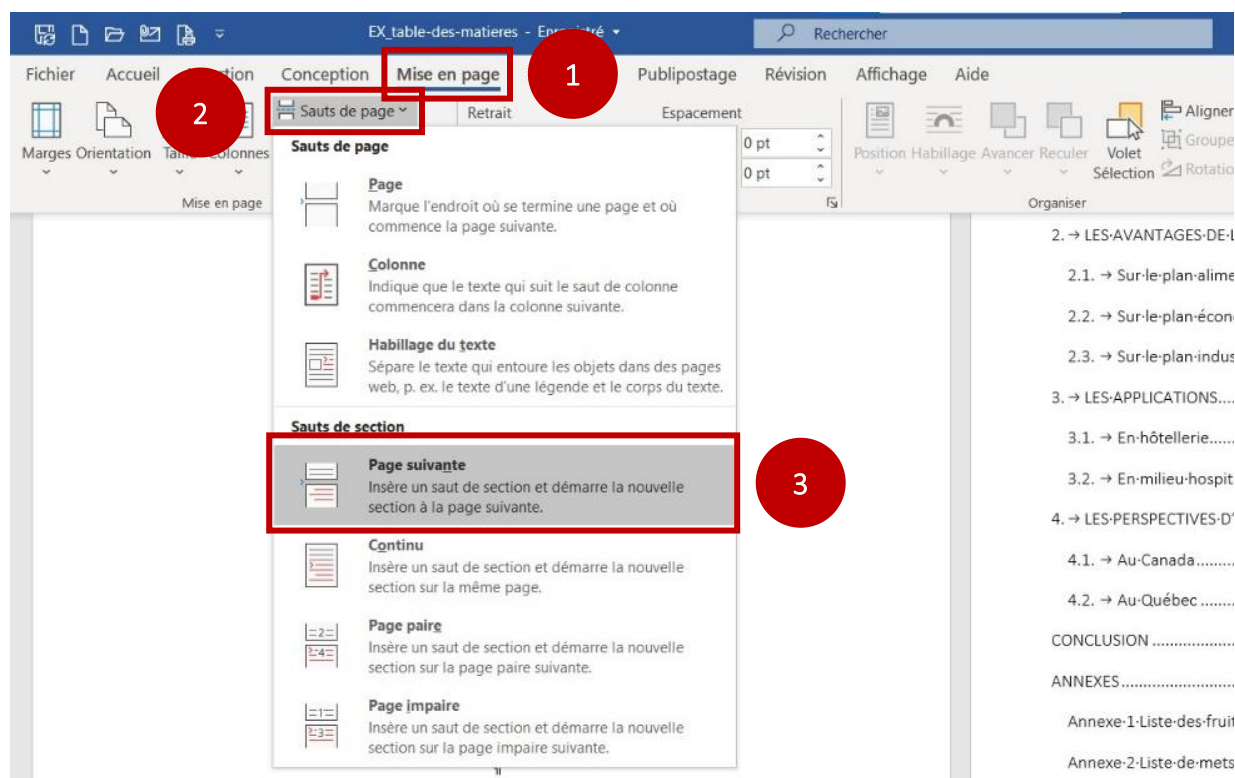 EX_table-des-matieres - Enregistré
Rechercher
Fichier Accueil Conception Mise en page 1 Publipostage Révision Affichage Aide
2 Sauts de page Retrait Espacement
Aligner
Groupe
Marges Orientation Colonnes
0 pt
0 pt
Position Habillage Avancer Reculer Volet
Sélection
Rotatio
Mise en page
Organiser
Sauts de page
Page
Marque l'endroit où se termine une page et où
commence la page suivante.
Colonne
Indique que le texte qui suit le saut de colonne
commencera dans la colonne suivante.
Habillage du texte
Sépare le texte qui entoure les objets dans des pages
web, p. ex. le texte d'une légende et le corps du texte.
Sauts de section
Page suivante
Insère un saut de section et démarre la nouvelle
section à la page suivante.
3
Continu
Insère un saut de section et démarre la nouvelle
section sur la même page.
=2=
=4=
Page paire
Insère un saut de section et démarre la nouvelle
section sur la page paire suivante.
=1=
=3=
Page impaire
Insère un saut de section et démarre la nouvelle
section sur la page impaire suivante.
¶
2. → LES·AVANTAGES·DE·L
2.1. → Sur·le·plan·alime
2.2. → Sur·le·plan·écon
2.3. → Sur·le·plan·indus
3. → LES·APPLICATIONS....
3.1. → En·hôtellerie......
3.2. → En·milieu·hospit
4. → LES·PERSPECTIVES·D'
4.1. → Au·Canada.........
4.2. → Au·Québec ........
CONCLUSION ..................
ANNEXES........................
Annexe·1·Liste·des·fruit
Annexe·2·Liste·de·mets